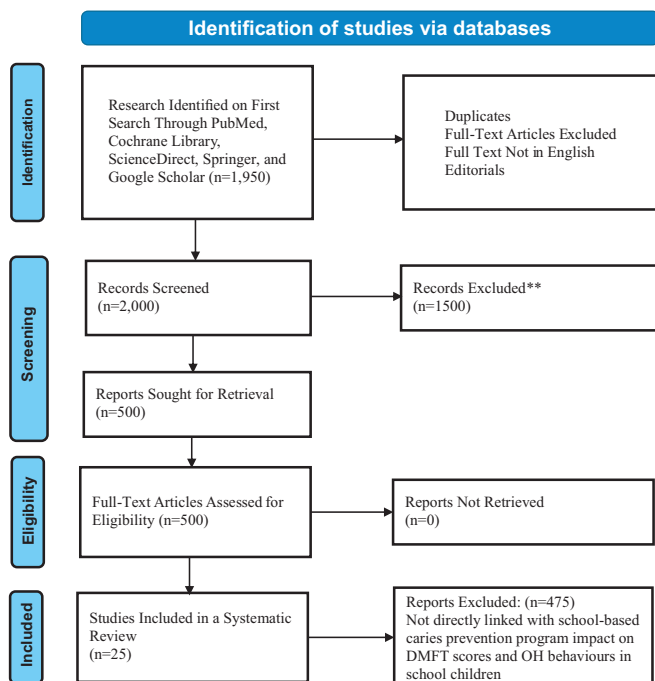 Identification of studies via databases
Identification
Research Identified on First
Search Through PubMed,
Cochrane Library,
ScienceDirect, Springer, and
Google Scholar (n=1,950)
Duplicates
Full-Text Articles Excluded
Full Text Not in English
Editorials
Screening
Records Screened
(n=2,000)
Records Excluded**
(n=1500)
Reports Sought for Retrieval
(n=500)
Eligibility
Full-Text Articles Assessed for
Eligibility (n=500)
Reports Not Retrieved
(n=0)
Included
Studies Included in a Systematic
Review
(n=25)
Reports Excluded: (n=475)
Not directly linked with school-based
caries prevention program impact on
DMFT scores and OH behaviours in
school children